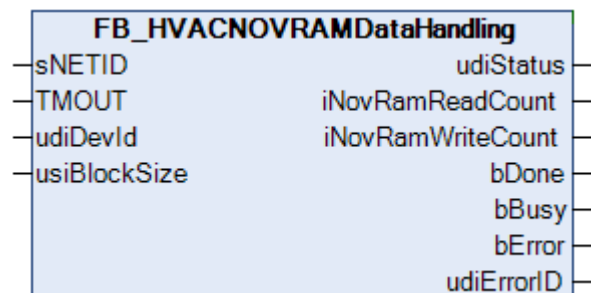 FB_HVACNOVRAMDataHandling
sNETID udiStatus
TMOUT iNovRamReadCount
udiDevId iNovRamWriteCount
usiBlockSize bDone
bBusy
bError
udiErrorID